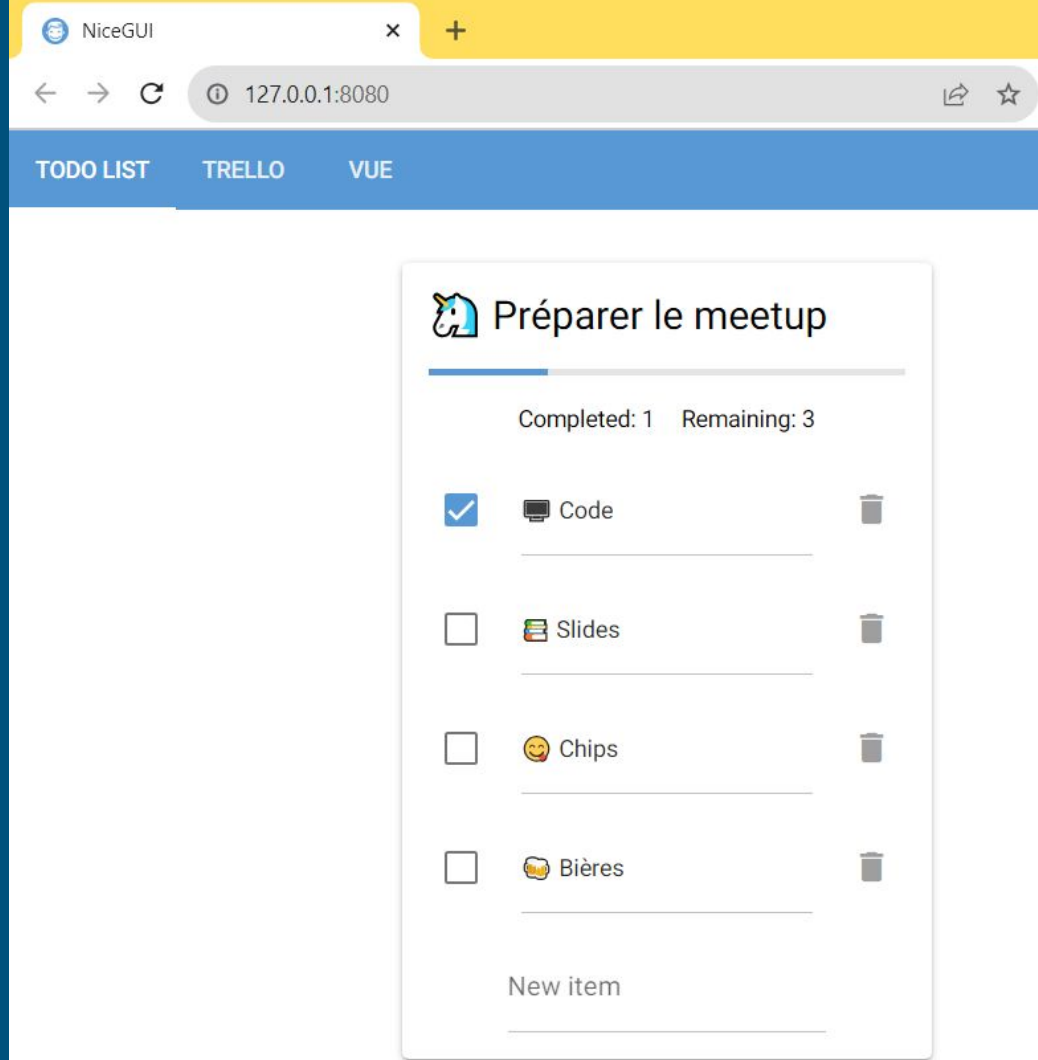 NiceGUI
127.0.0.1:8080
TODO LIST TRELLO VUE
🦄 Préparer le meetup
Completed: 1 Remaining: 3
🖥️ Code
📚 Slides
😋 Chips
🍻 Bières
New item